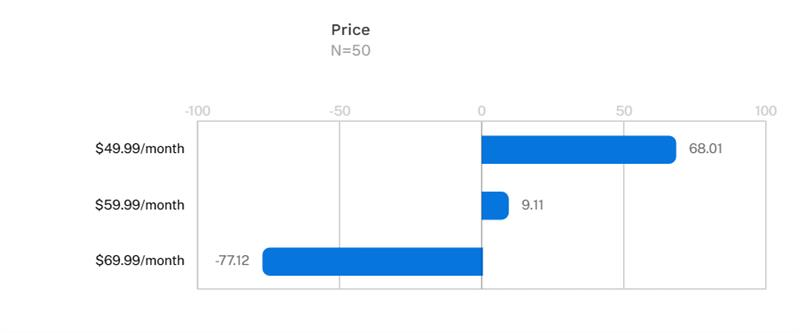 Price
N=50
-100 -50 0 50 100
$49.99/month 68.01
$59.99/month 9.11
$69.99/month -77.12